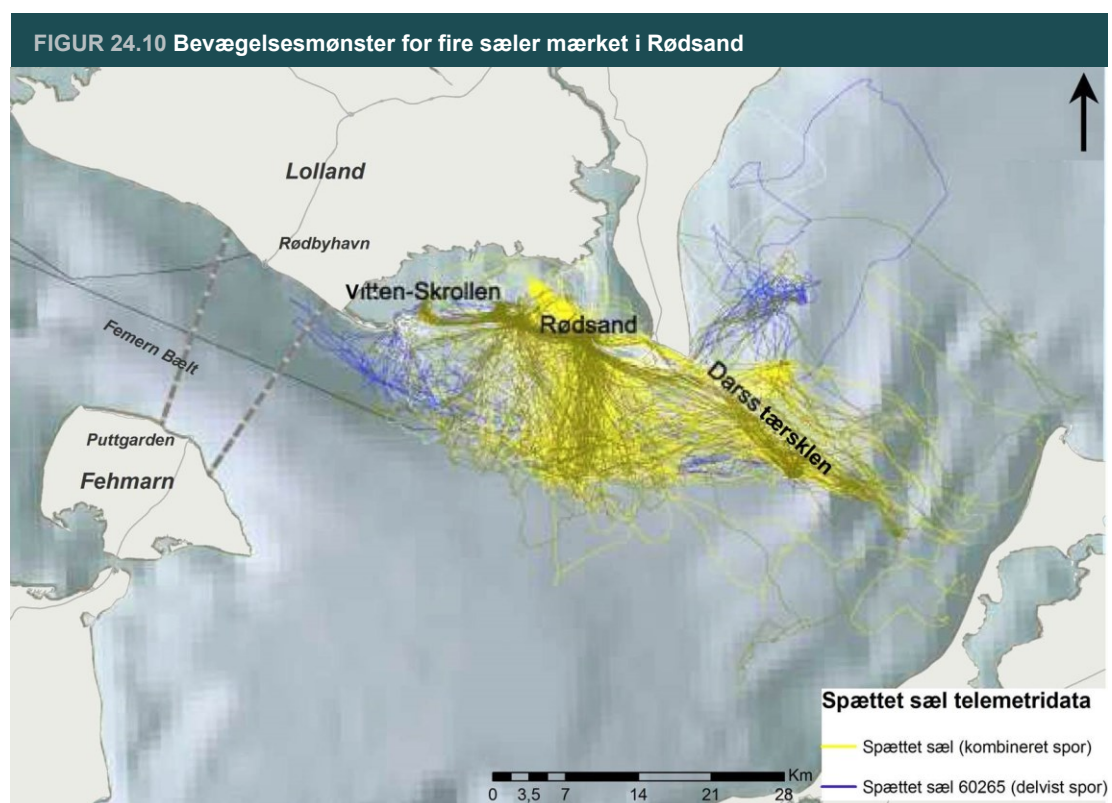 FIGUR 24.10 Bevægelsesmønster for fire sæler mærket i Rødsand
Lolland
Rødbyhavn
Vitten-Skrollen
Rødsand
Femern Bælt
Darss tærsklen
Puttgarden
Fehmarn
Spættet sæl telemetridata
Spættet sæl (kombineret spor)
Spættet sæl 60265 (delvist spor)
Km
0 3,5 7 14 21 28